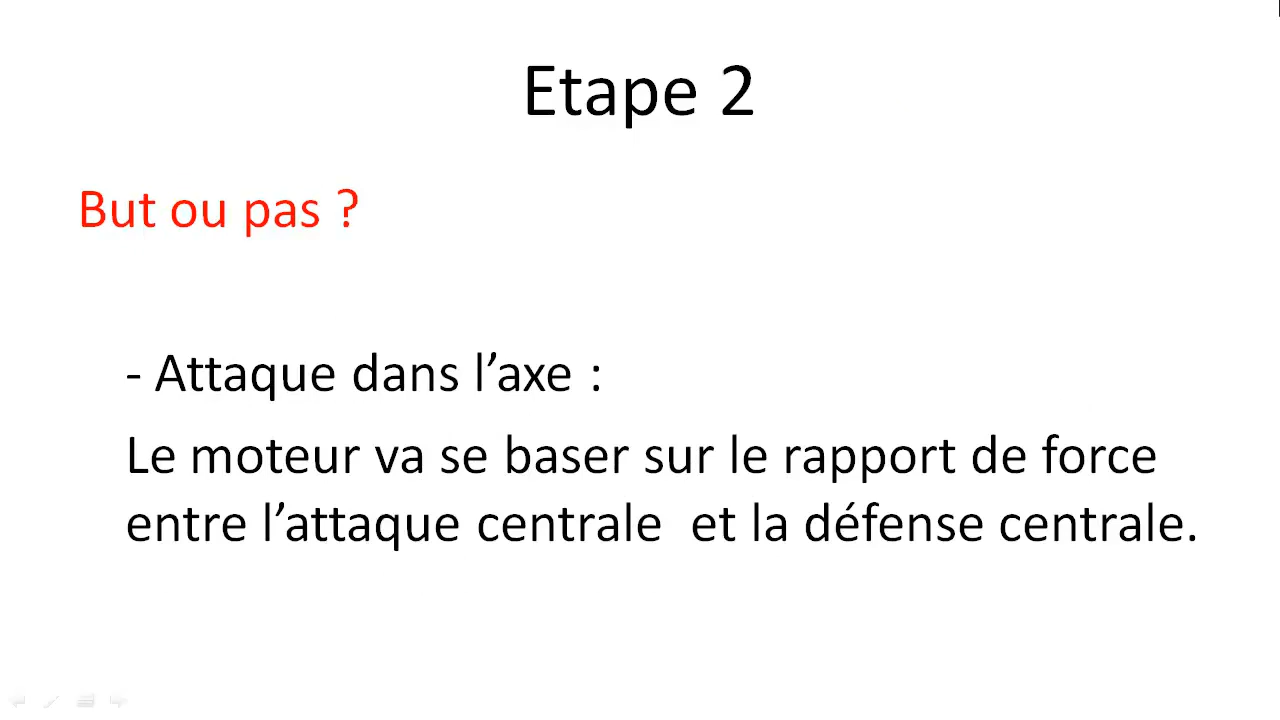 Etape 2
But ou pas ?
- Attaque dans l’axe :
Le moteur va se baser sur le rapport de force
entre l’attaque centrale  et la défense centrale.